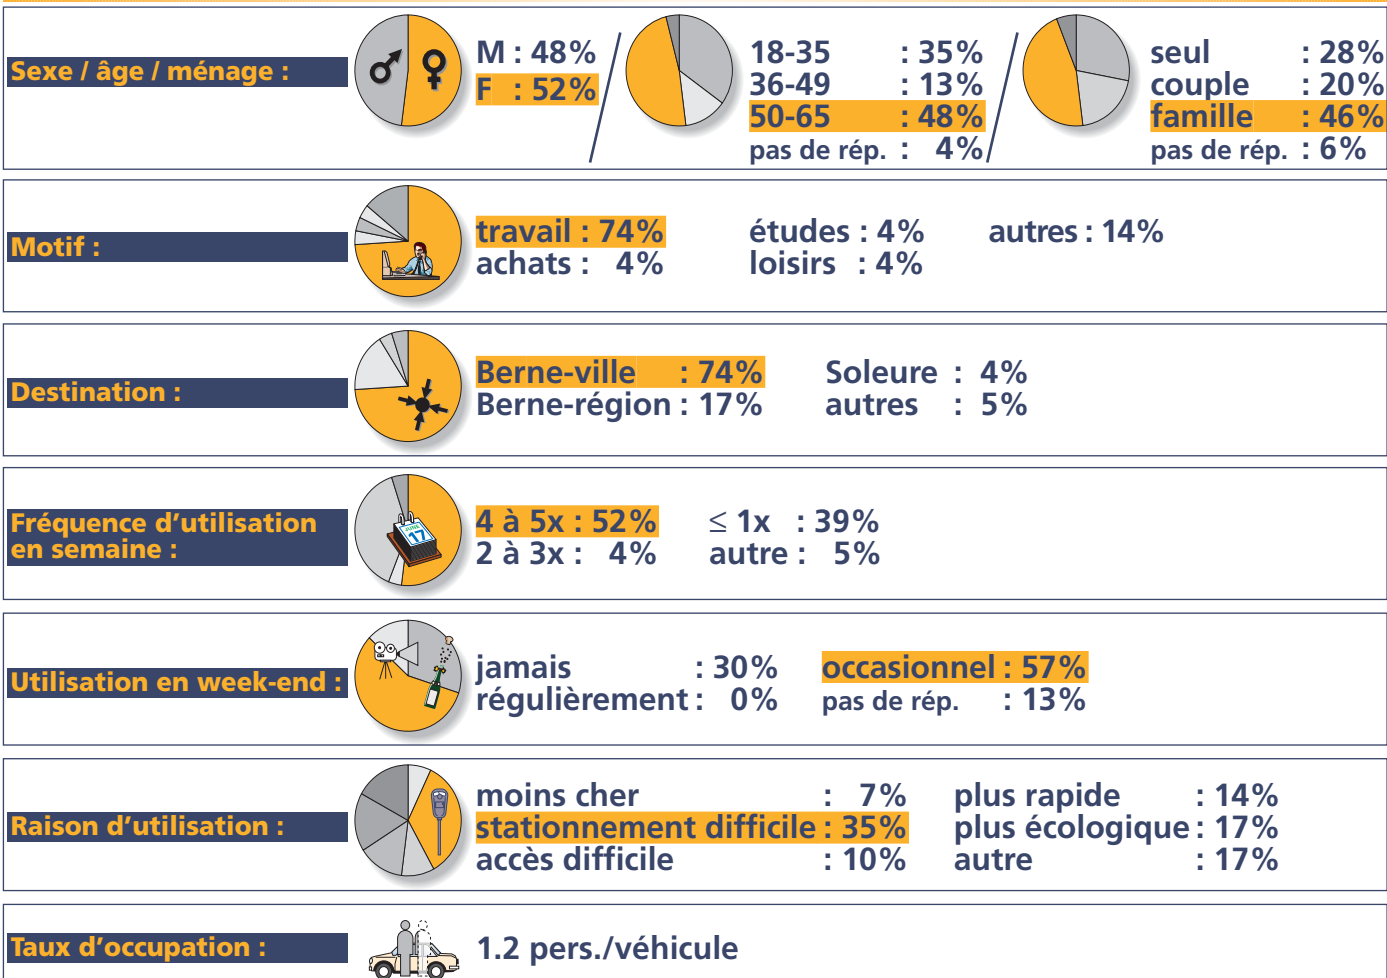 Sexe / âge / ménage :
M : 48%
F : 52%
18-35 : 35%
36-49 : 13%
50-65 : 48%
pas de rép. : 4%
seul : 28%
couple : 20%
famille : 46%
pas de rép. : 6%
Motif :
travail : 74% études : 4% autres : 14%
achats : 4% loisirs : 4%
Destination :
Berne-ville : 74% Soleure : 4%
Berne-région : 17% autres : 5%
Fréquence d'utilisation
en semaine :
JUNE
17
4 à 5x : 52% ≤ 1x : 39%
2 à 3x : 4% autre : 5%
Utilisation en week-end :
jamais : 30% occasionnel : 57%
régulièrement : 0% pas de rép. : 13%
Raison d'utilisation :
moins cher : 7% plus rapide : 14%
stationnement difficile : 35% plus écologique : 17%
accès difficile : 10% autre : 17%
Taux d'occupation :
1.2 pers./véhicule